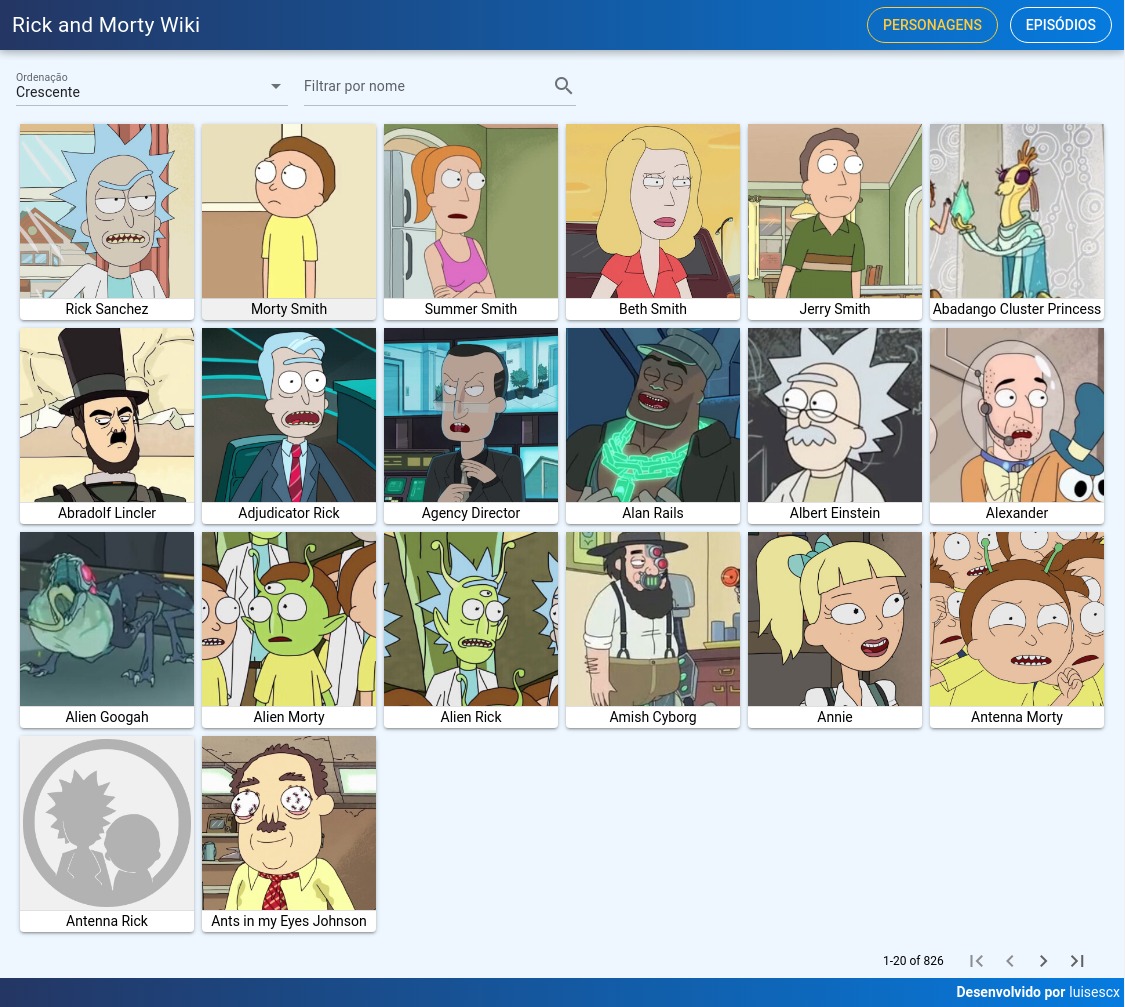 Rick and Morty Wiki
PERSONAGENS
EPISÓDIOS
Ordenação
Crescente
Filtrar por nome
Rick Sanchez
Morty Smith
Summer Smith
Beth Smith
Jerry Smith
Abadango Cluster Princess
Abradolf Lincler
Adjudicator Rick
Agency Director
Alan Rails
Albert Einstein
Alexander
Alien Googah
Alien Morty
Alien Rick
Amish Cyborg
Annie
Antenna Morty
Antenna Rick
Ants in my Eyes Johnson
1-20 of 826
Desenvolvido por luisescx